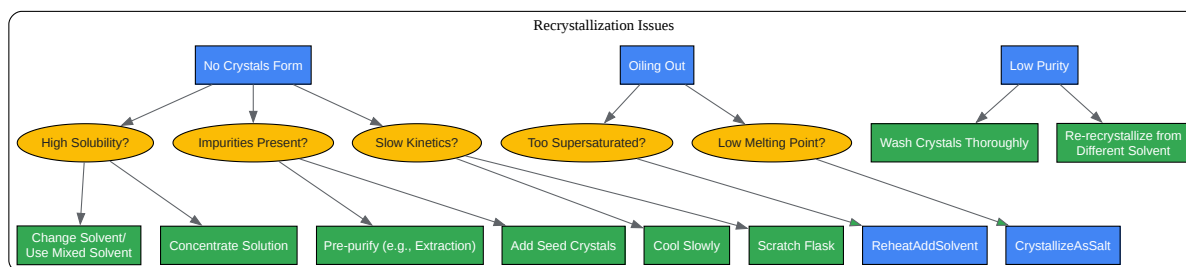 Recrystallization Issues
No Crystals Form
Oiling Out
Low Purity
High Solubility?
Impurities Present?
Slow Kinetics?
Too Supersaturated?
Low Melting Point?
Wash Crystals Thoroughly
Re-recrystallize from
Different Solvent
Change Solvent/
Use Mixed Solvent
Concentrate Solution
Pre-purify (e.g., Extraction)
Add Seed Crystals
Cool Slowly
Scratch Flask
ReheatAddSolvent
CrystallizeAsSalt